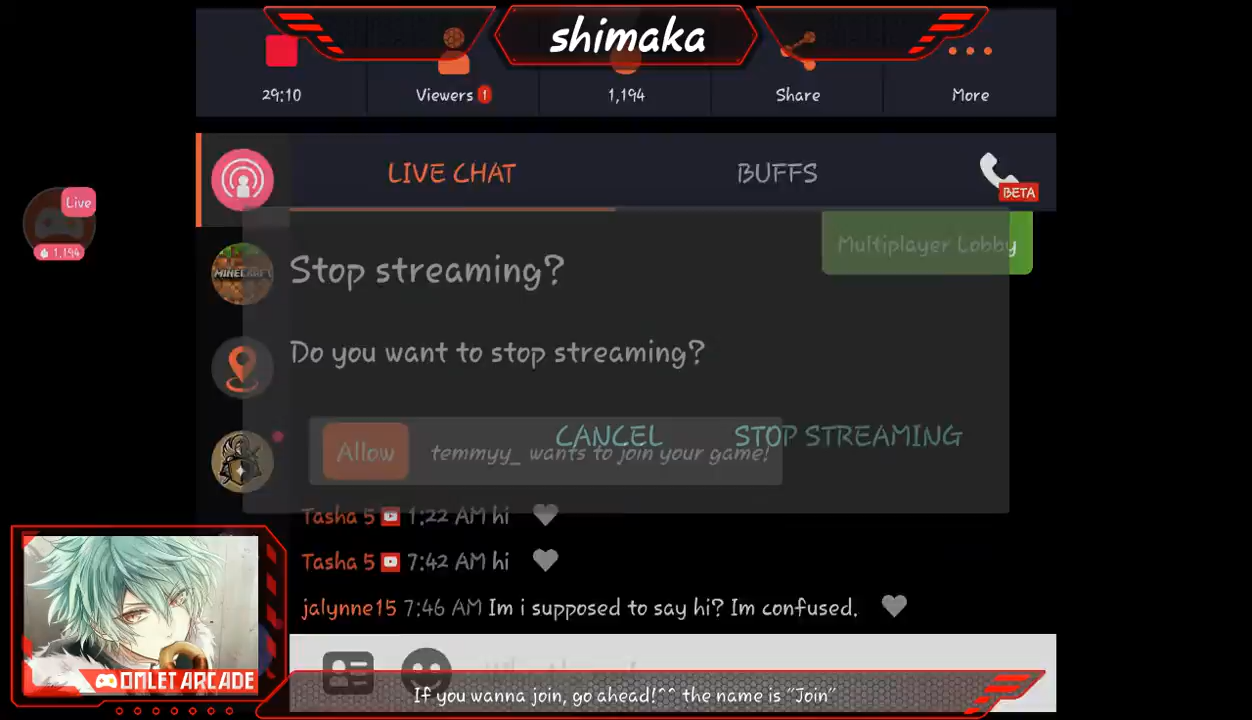 shimaka
29:10
Viewers 1
1,194
Share
More
LIVE CHAT
BUFFS
BETA
Live
1,194
MINECRAFT
Multiplayer Lobby
Stop streaming?
Do you want to stop streaming?
CANCEL
STOP STREAMING
Allow
temmyy_ wants to join your game!
Tasha 5 1:22 AM hi
Tasha 5 7:42 AM hi
jalynne15 7:46 AM Im i supposed to say hi? Im confused.
OMLET ARCADE
If you wanna join, go ahead!^^ the name is "Join"